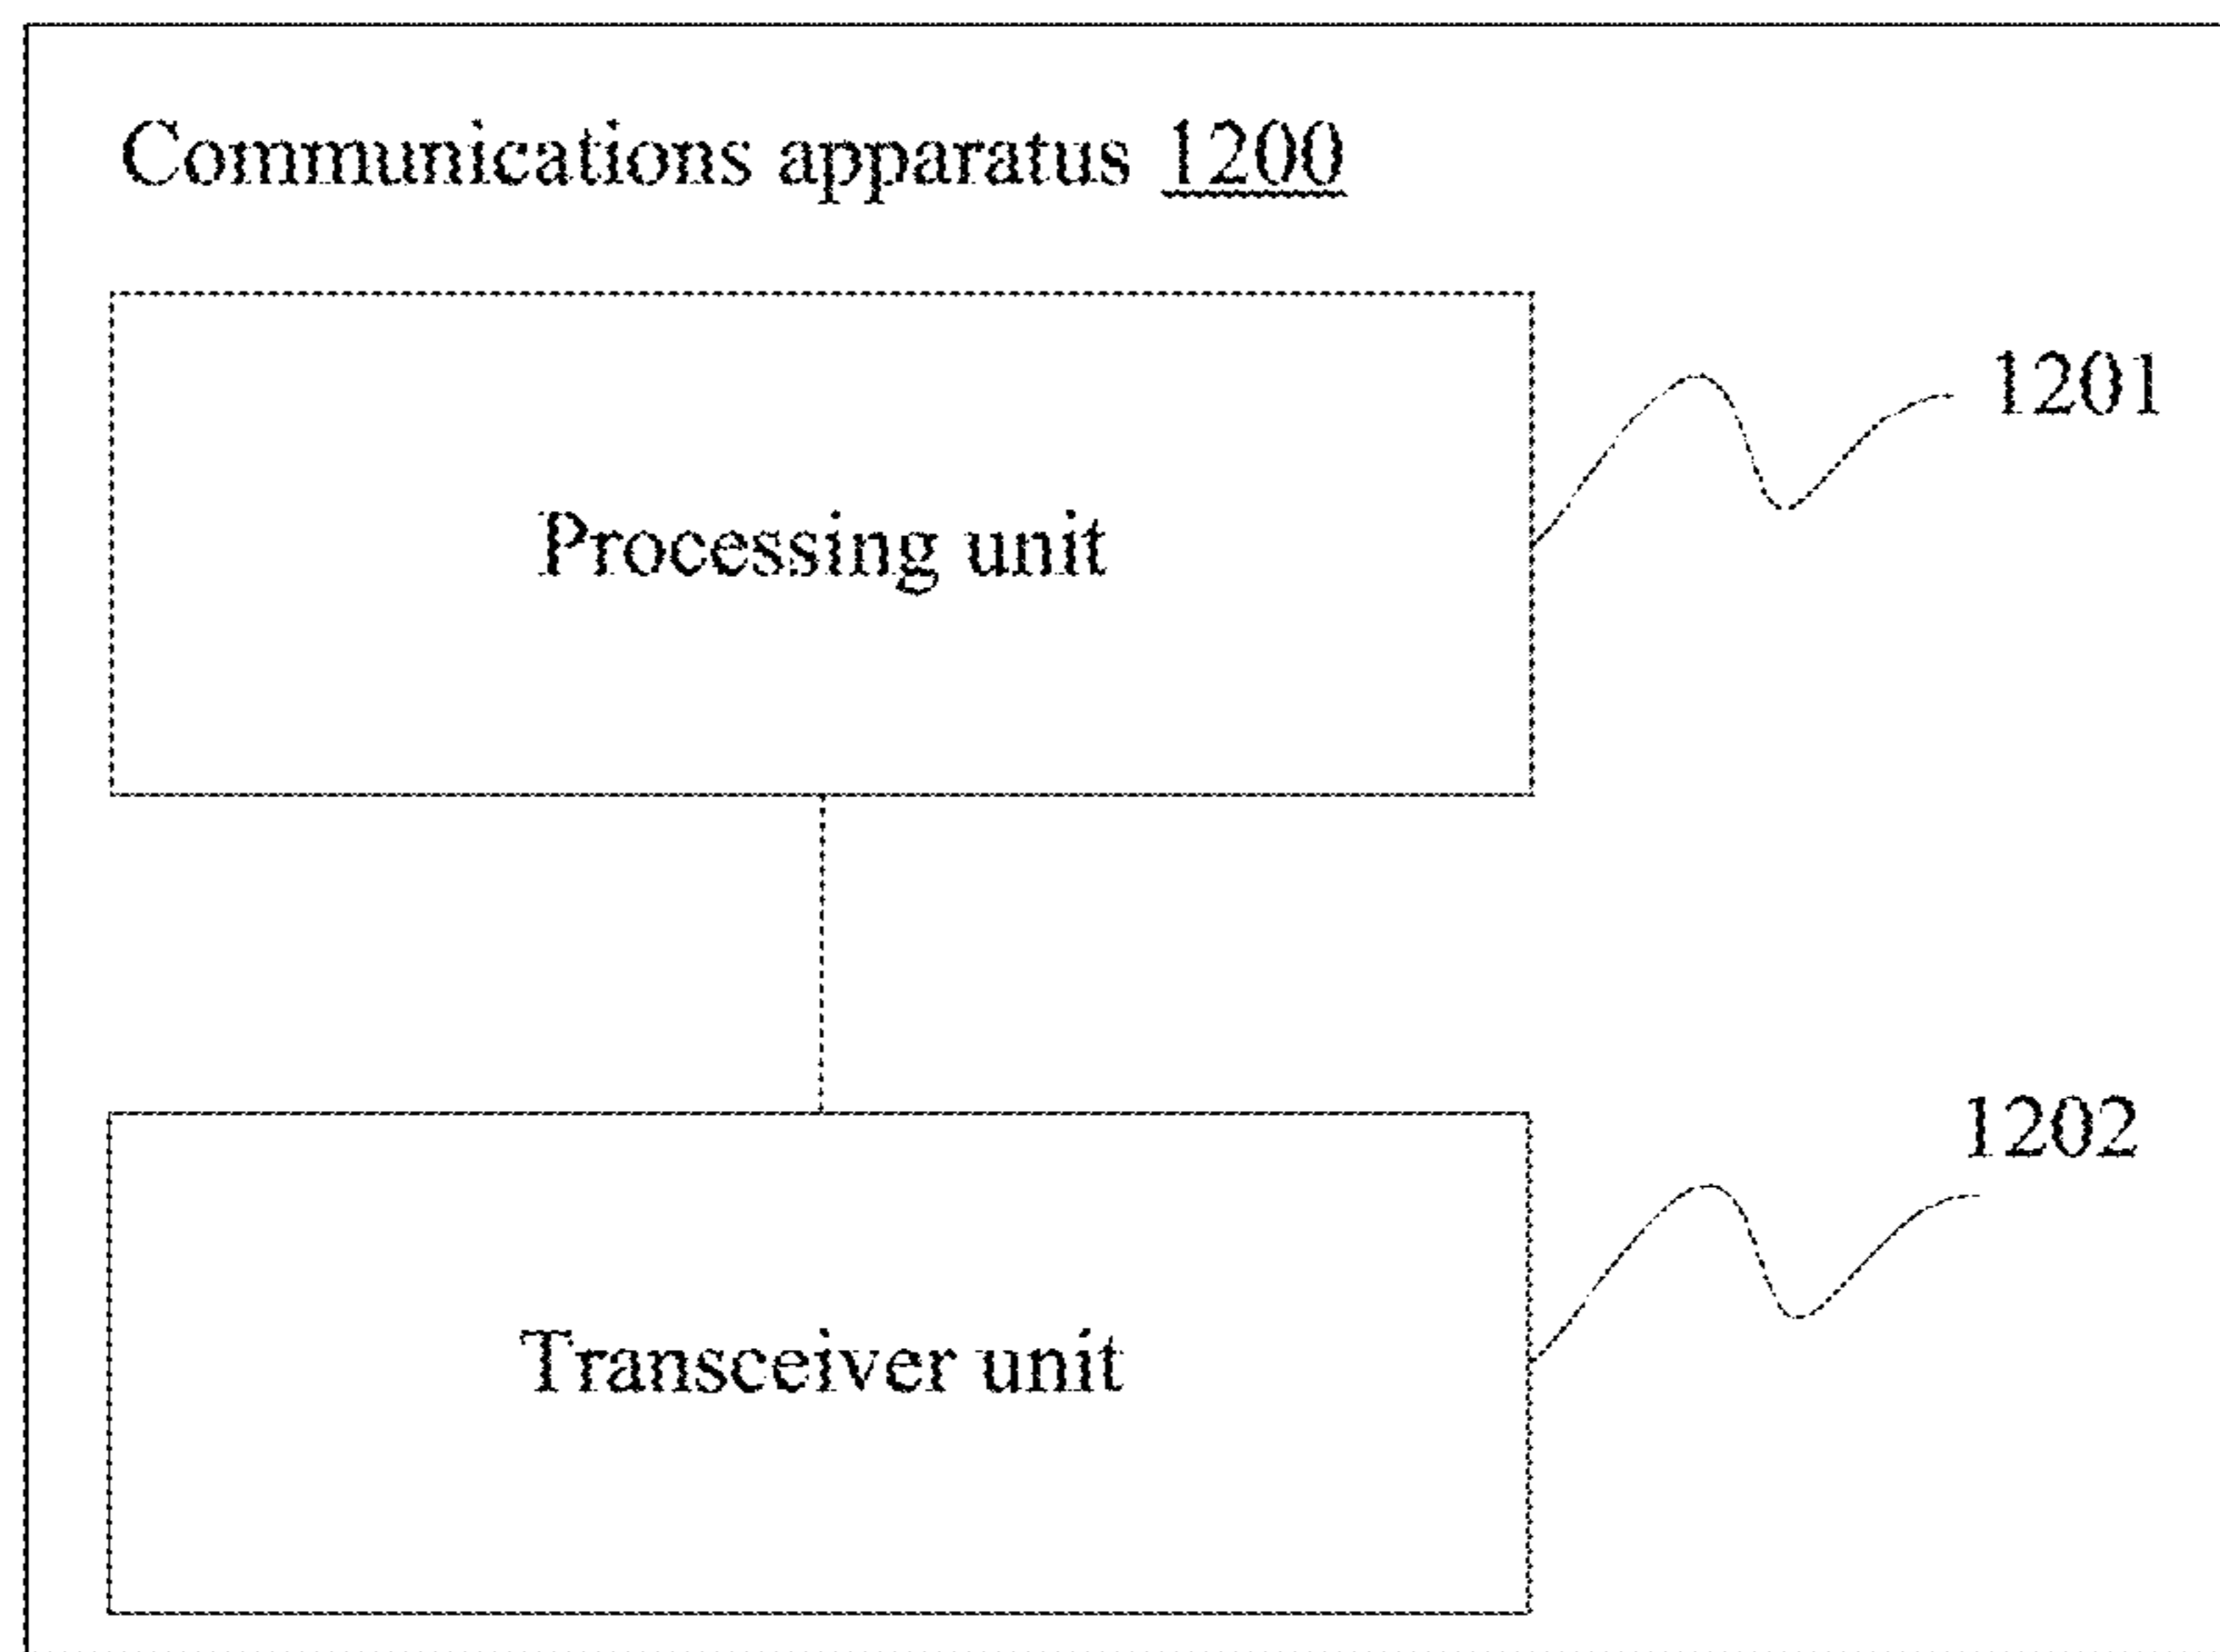 Communications apparatus 1200
1201
Processing unit
1202
Transceiver unit